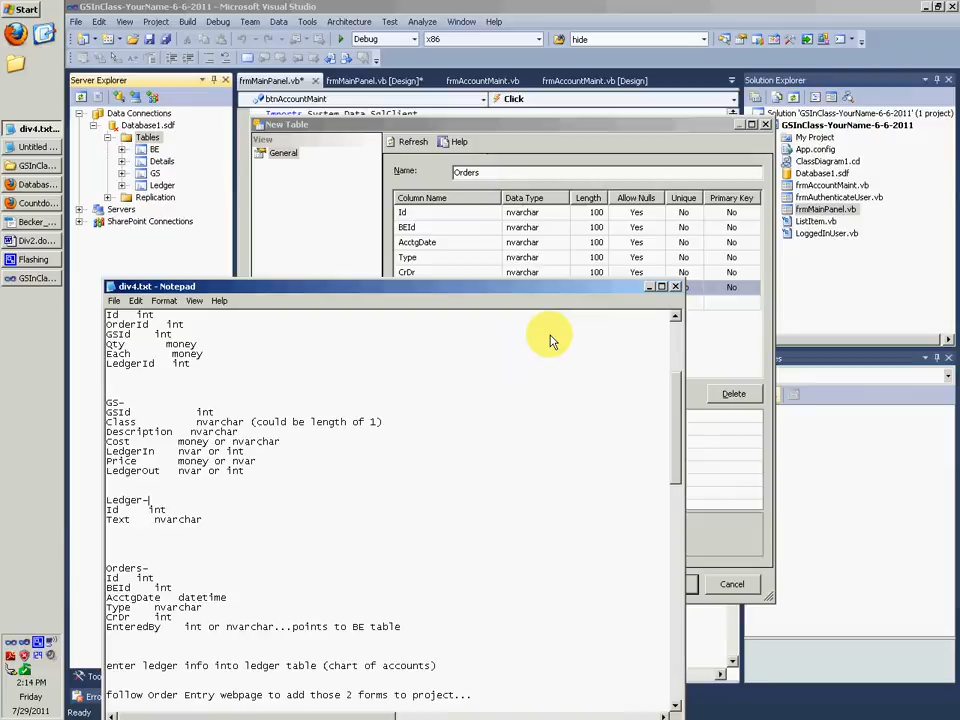 Start
GSInClass-YourName-6-6-2011 - Microsoft Visual Studio
File Edit View Project Build Debug Team Data Tools Architecture Test Analyze Window Help
Debug x86 hide
Server Explorer
frmMainPanel.vb* frmMainPanel.vb [Design]* frmAccountMaint.vb frmAccountMaint.vb [Design]
Solution Explorer
btnAccountMaint Click
Imports System.Data.SqlClient
Data Connections
Database1.sdf
Tables
BE
Details
GS
Ledger
Replication
Servers
SharePoint Connections
New Table
View
General
Refresh Help
Name: Orders
Column Name Data Type Length Allow Nulls Unique Primary Key
Id nvarchar 100 Yes No No
BEId nvarchar 100 Yes No No
AcctgDate nvarchar 100 Yes No No
Type nvarchar 100 Yes No No
CrDr nvarchar 100 Yes No No
No
Delete
Cancel
Solution 'GSInClass-YourName-6-6-2011
GSInClass-YourName-6-6-2011
My Project
App.config
ClassDiagram1.cd
Database1.sdf
frmAccountMaint.vb
frmAuthenticateUser.vb
frmMainPanel.vb
ListItem.vb
LoggedInUser.vb
div4.txt - Notepad
File Edit Format View Help
Id int
OrderId int
GSId int
Qty money
Each money
LedgerId int
GS-
GSId int
Class nvarchar (could be length of 1)
Description nvarchar
Cost money or nvarchar
LedgerIn nvar or int
Price money or nvar
LedgerOut nvar or int
Ledger-
Id int
Text nvarchar
Orders-
Id int
BEId int
AcctgDate datetime
Type nvarchar
CrDr int
EnteredBy int or nvarchar...points to BE table
enter ledger info into ledger table (chart of accounts)
follow Order Entry webpage to add those 2 forms to project...
div4.txt...
Untitled ...
GSInCl...
Databas...
Countdo...
Becker_...
Div2.do...
Flashing
GSInCl...
Ready
2:14 PM
Friday
7/29/2011